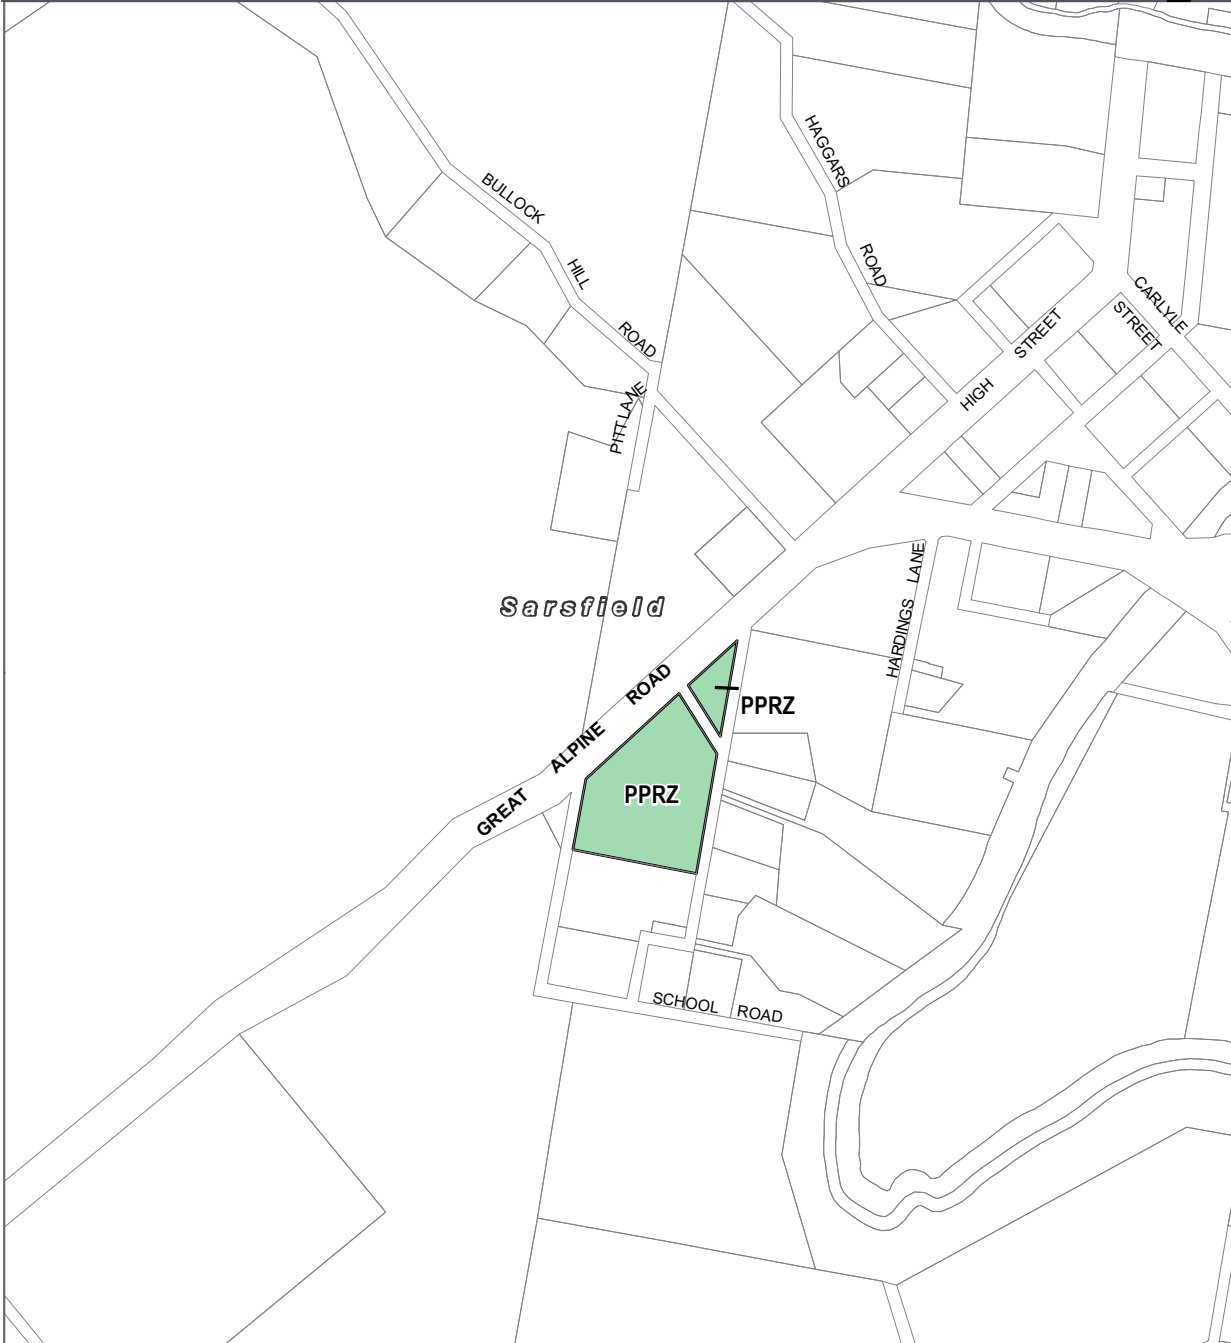 HAGGARS
ROAD
BULLOCK
HILL
ROAD
PITT LANE
CARLYLE
STREET
HIGH
STREET
HARDINGS LANE
Sarsfield
GREAT
ALPINE
ROAD
PPRZ
PPRZ
SCHOOL ROAD